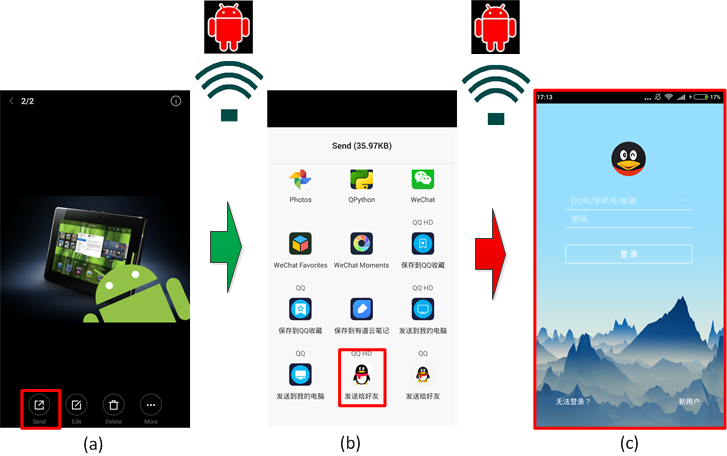 2/2
Send
Edit
Delete
More
(a)
Send (35.97KB)
Photos
QPython
WeChat
QQ HD
WeChat Favorites
WeChat Moments
保存到QQ收藏
QQ
QQ HD
保存到QQ收藏
保存到有道云笔记
发送到我的电脑
QQ
QQ HD
QQ
发送到我的电脑
发送给好友
发送给好友
(b)
17:13
17%
QQ号/手机号/邮箱
密码
登录
无法登录？
新用户
(c)